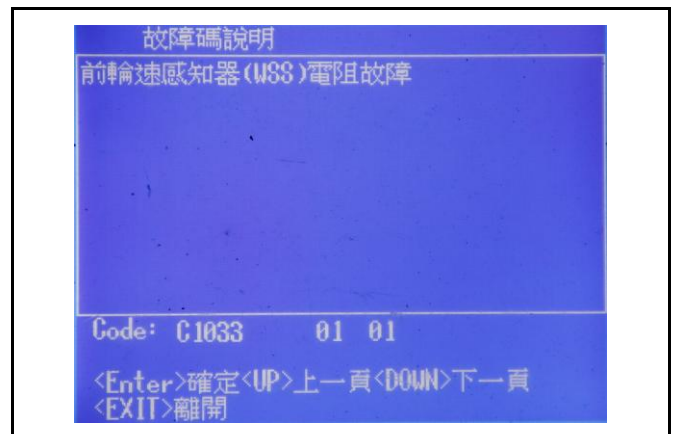 故障碼說明
前輪速感知器(WSS)電阻故障
Code: C1033 01 01
<Enter>確定<UP>上一頁<DOWN>下一頁
<EXIT>離開